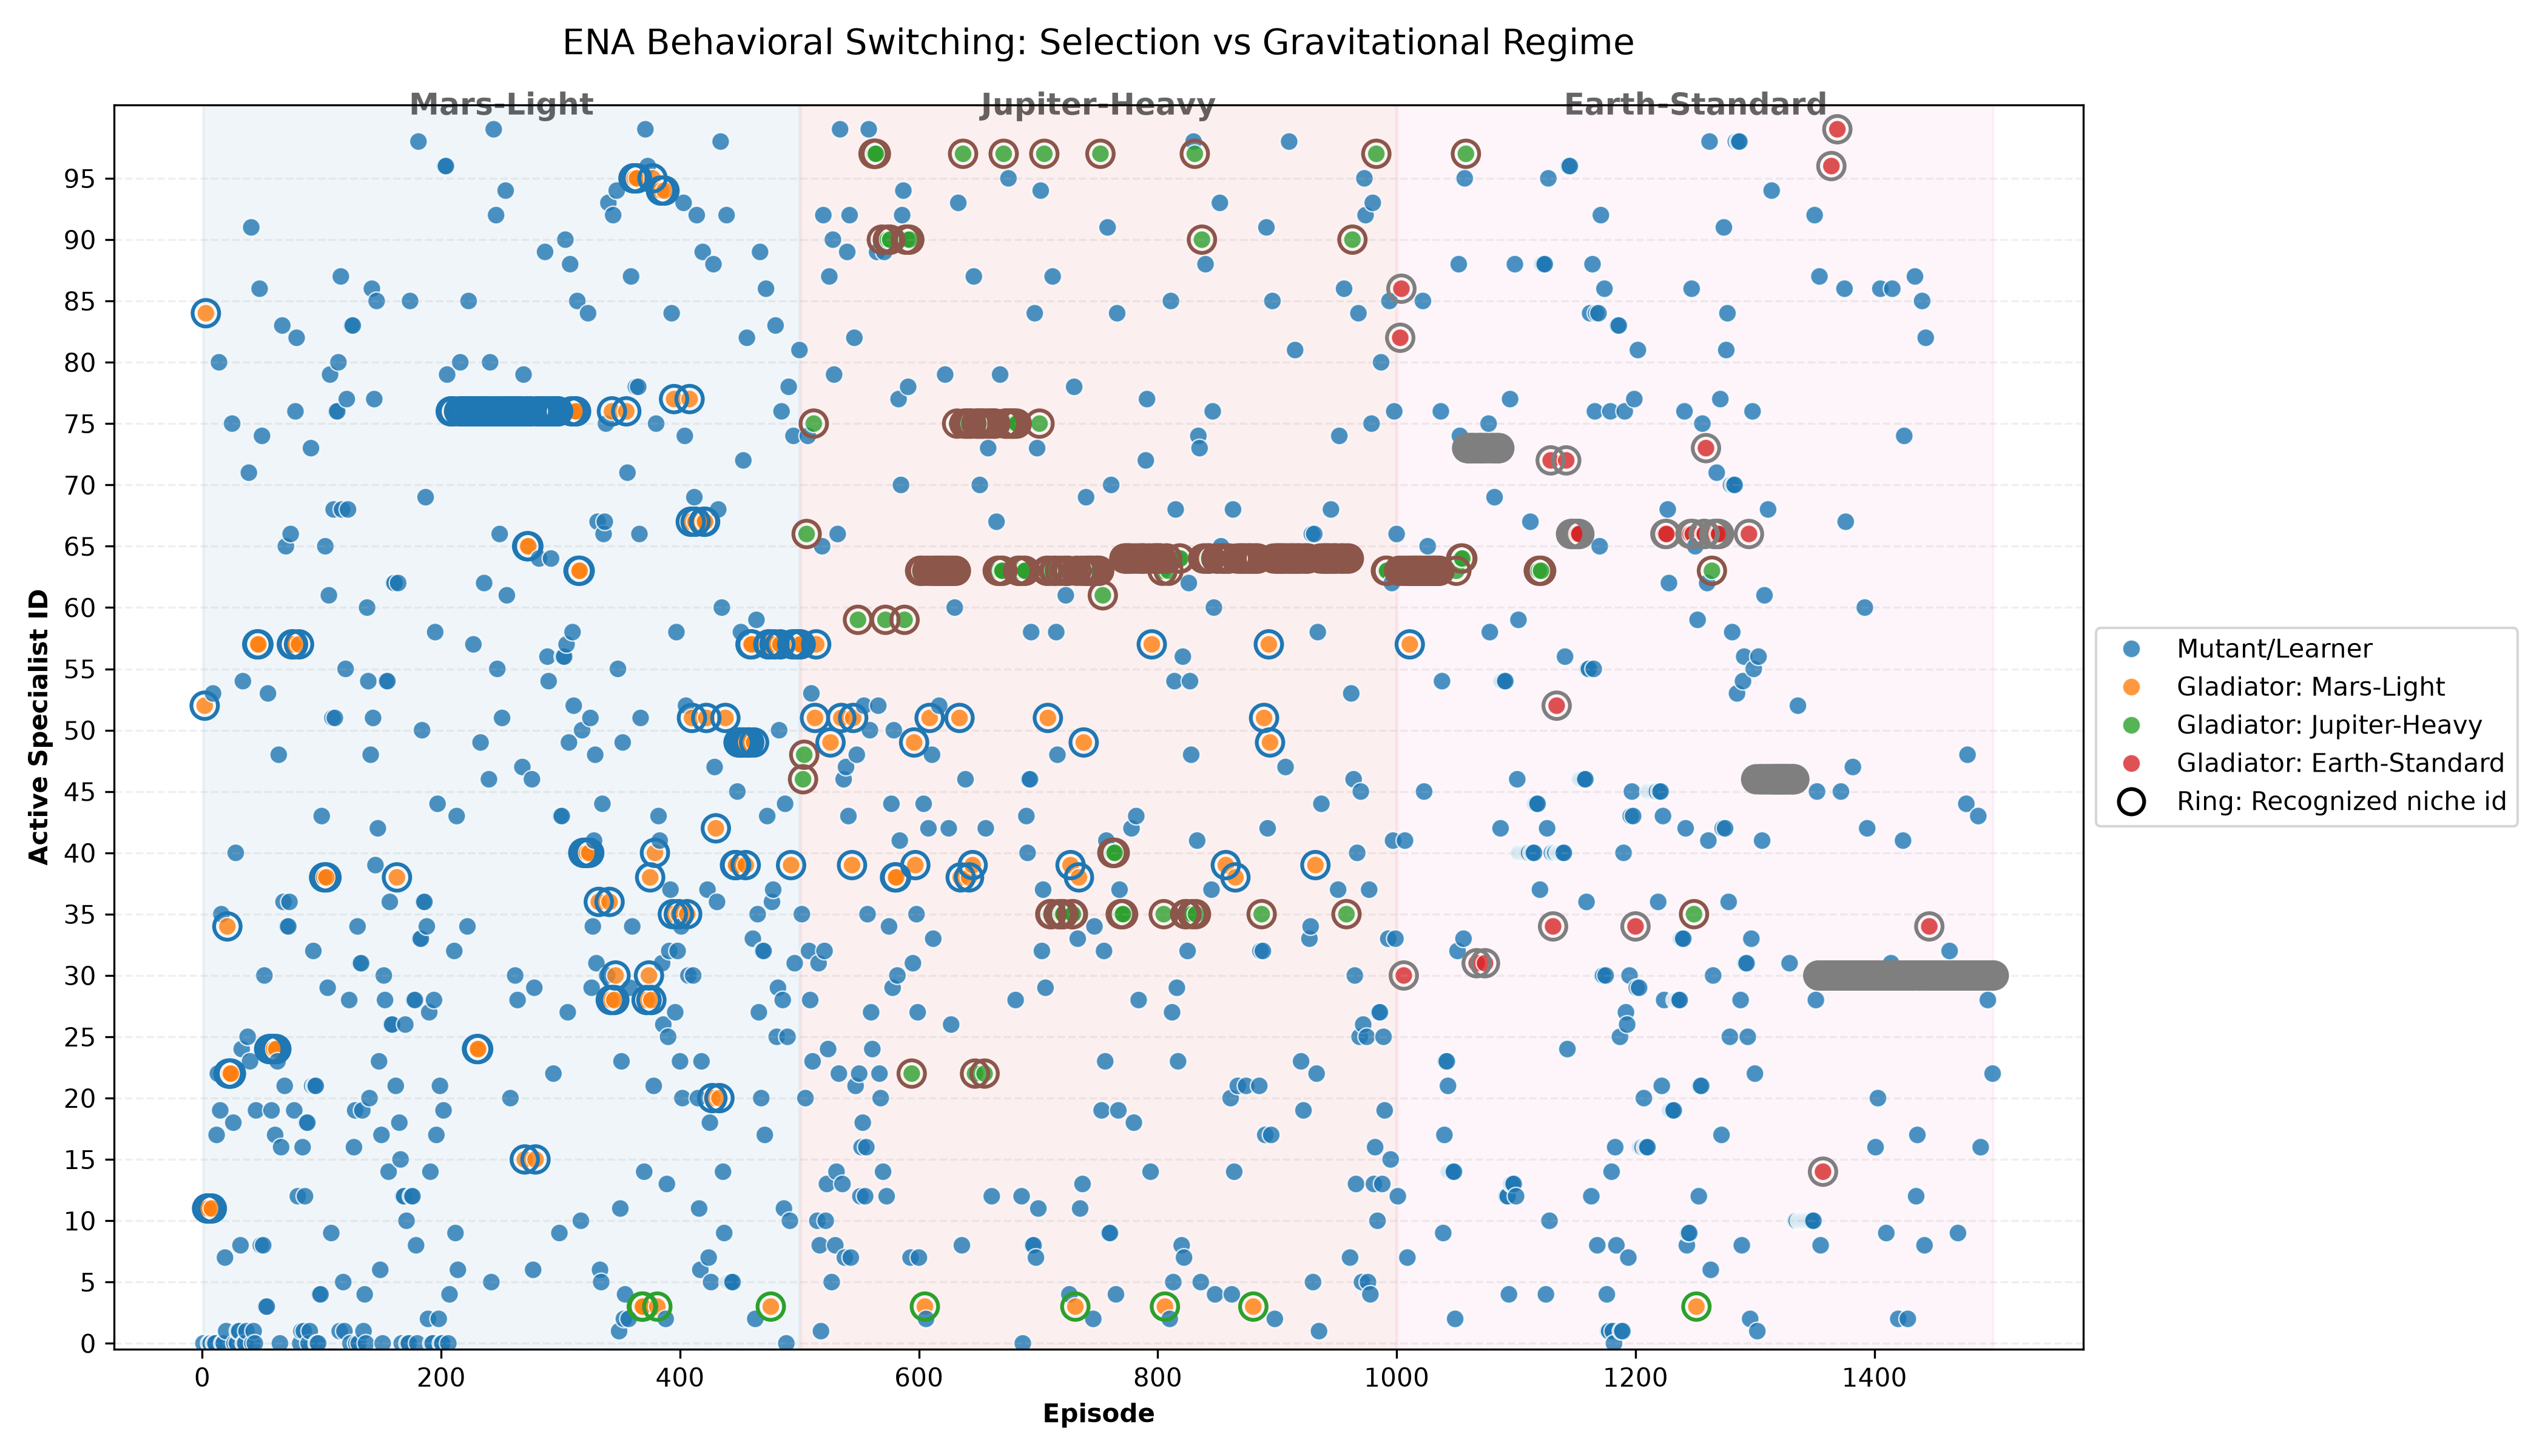 ENA Behavioral Switching: Selection vs Gravitational Regime
Mars-Light
Jupiter-Heavy
Earth-Standard
Active Specialist ID
95
90
85
80
75
70
65
60
55
50
45
40
35
30
25
20
15
10
5
0
0
200
400
600
800
1000
1200
1400
Episode
Mutant/Learner
Gladiator: Mars-Light
Gladiator: Jupiter-Heavy
Gladiator: Earth-Standard
Ring: Recognized niche id